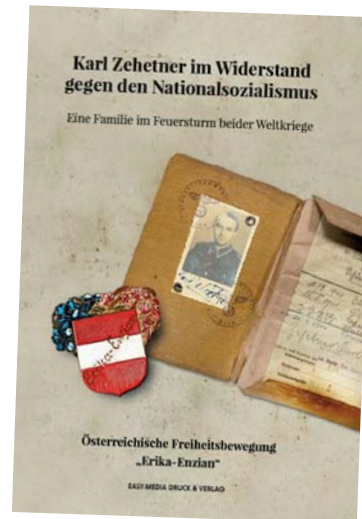 Karl Zehetner im Widerstand
gegen den Nationalsozialismus
Eine Familie im Feuersturm beider Weltkriege
Österreichische Freiheitsbewegung
„Erika-Enzian“
EASY-MEDIA DRUCK & VERLAG